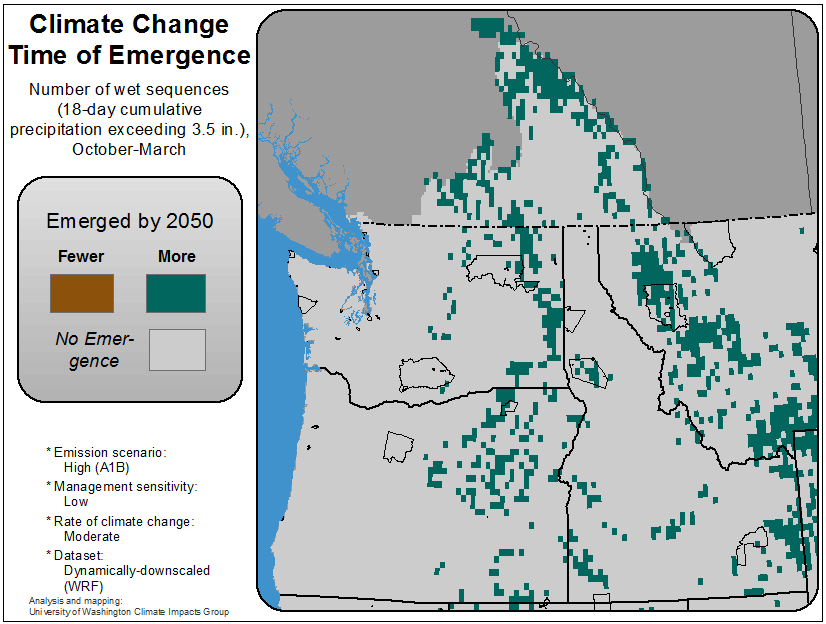 Climate Change
Time of Emergence
Number of wet sequences
(18-day cumulative
precipitation exceeding 3.5 in.),
October-March
Emerged by 2050
Fewer
More
No Emer-
gence
* Emission scenario:
High (A1B)
* Management sensitivity:
Low
* Rate of climate change:
Moderate
* Dataset:
Dynamically-downscaled
(WRF)
Analysis and mapping:
University of Washington Climate Impacts Group